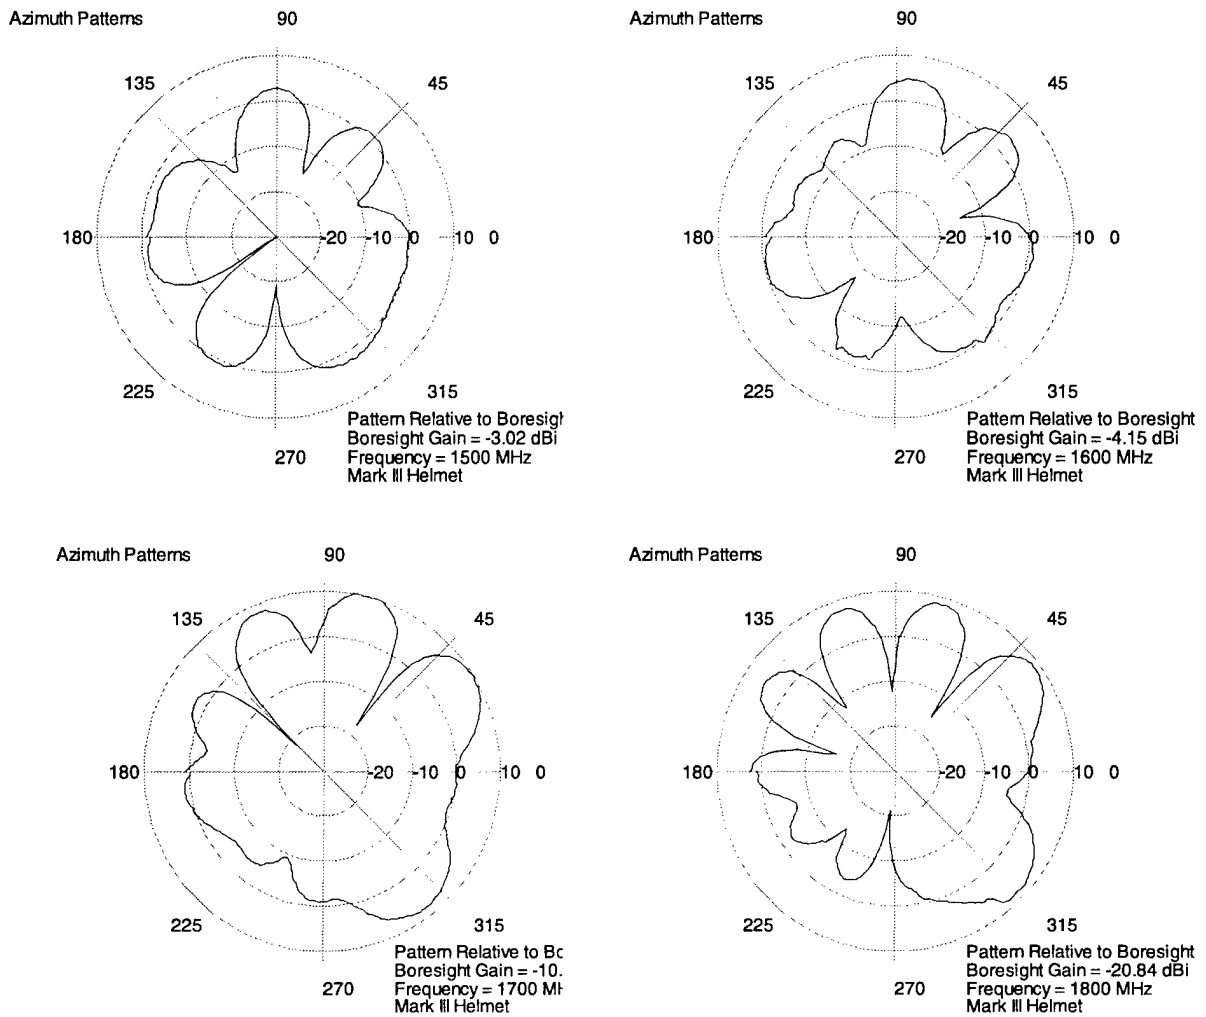 Azimuth Patterns
90
135
45
180
-20 -10 0 10 0
225
315
270
Pattern Relative to Boresigh
Boresight Gain = -3.02 dBi
Frequency = 1500 MHz
Mark III Helmet
Azimuth Patterns
90
135
45
180
-20 -10 0 10 0
225
315
270
Pattern Relative to Boresight
Boresight Gain = -4.15 dBi
Frequency = 1600 MHz
Mark III Helmet
Azimuth Patterns
90
135
45
180
-20 -10 0 10 0
225
315
270
Pattern Relative to Bo
Boresight Gain = -10.
Frequency = 1700 MH
Mark III Helmet
Azimuth Patterns
90
135
45
180
-20 -10 0 10 0
225
315
270
Pattern Relative to Boresight
Boresight Gain = -20.84 dBi
Frequency = 1800 MHz
Mark III Helmet